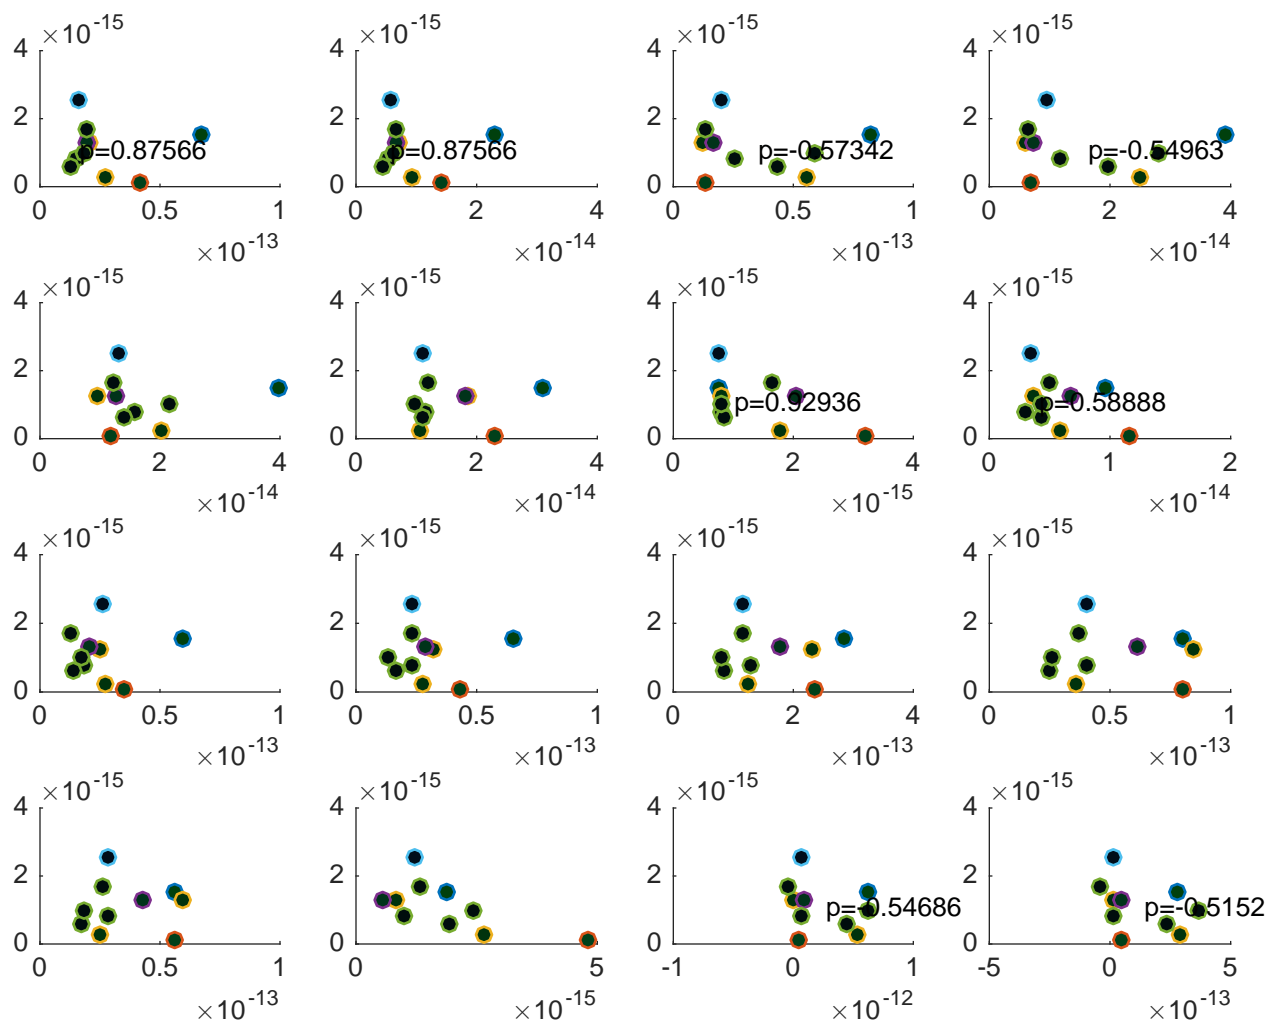 ×10-15 ×10-15 ×10-15 ×10-15
4 4 4 4
2 2 2 2
p=0.87566 p=0.87566 p=-0.57342 p=-0.54963
0 0 0 0
0 0.5 1 0 2 4 0 0.5 1 0 2 4
×10-13 ×10-14 ×10-13 ×10-14
×10-15 ×10-15 ×10-15 ×10-15
4 4 4 4
2 2 2 2
p=0.92936 p=0.58888
0 0 0 0
0 2 4 0 2 4 0 2 4 0 1 2
×10-14 ×10-14 ×10-15 ×10-14
×10-15 ×10-15 ×10-15 ×10-15
4 4 4 4
2 2 2 2
0 0 0 0
0 0.5 1 0 0.5 1 0 2 4 0 0.5 1
×10-13 ×10-13 ×10-13 ×10-13
×10-15 ×10-15 ×10-15 ×10-15
4 4 4 4
2 2 2 2
p=-0.54686 p=-0.5152
0 0 0 0
0 0.5 1 0 5 -1 0 1 -5 0 5
×10-13 ×10-15 ×10-12 ×10-13